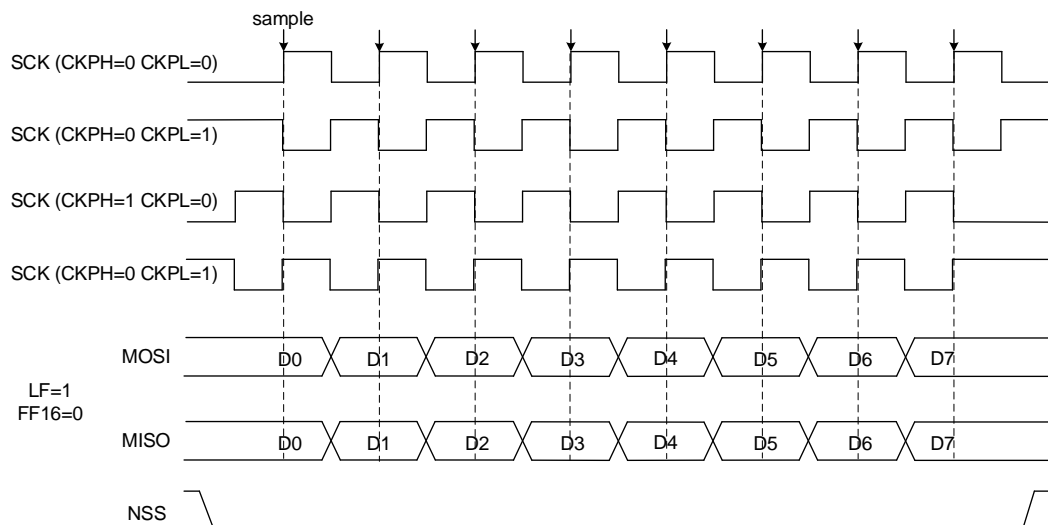 sample
SCK (CKPH=0 CKPL=0)
SCK (CKPH=0 CKPL=1)
SCK (CKPH=1 CKPL=0)
SCK (CKPH=0 CKPL=1)
MOSI
D0 D1 D2 D3 D4 D5 D6 D7
LF=1
FF16=0
MISO
D0 D1 D2 D3 D4 D5 D6 D7
NSS